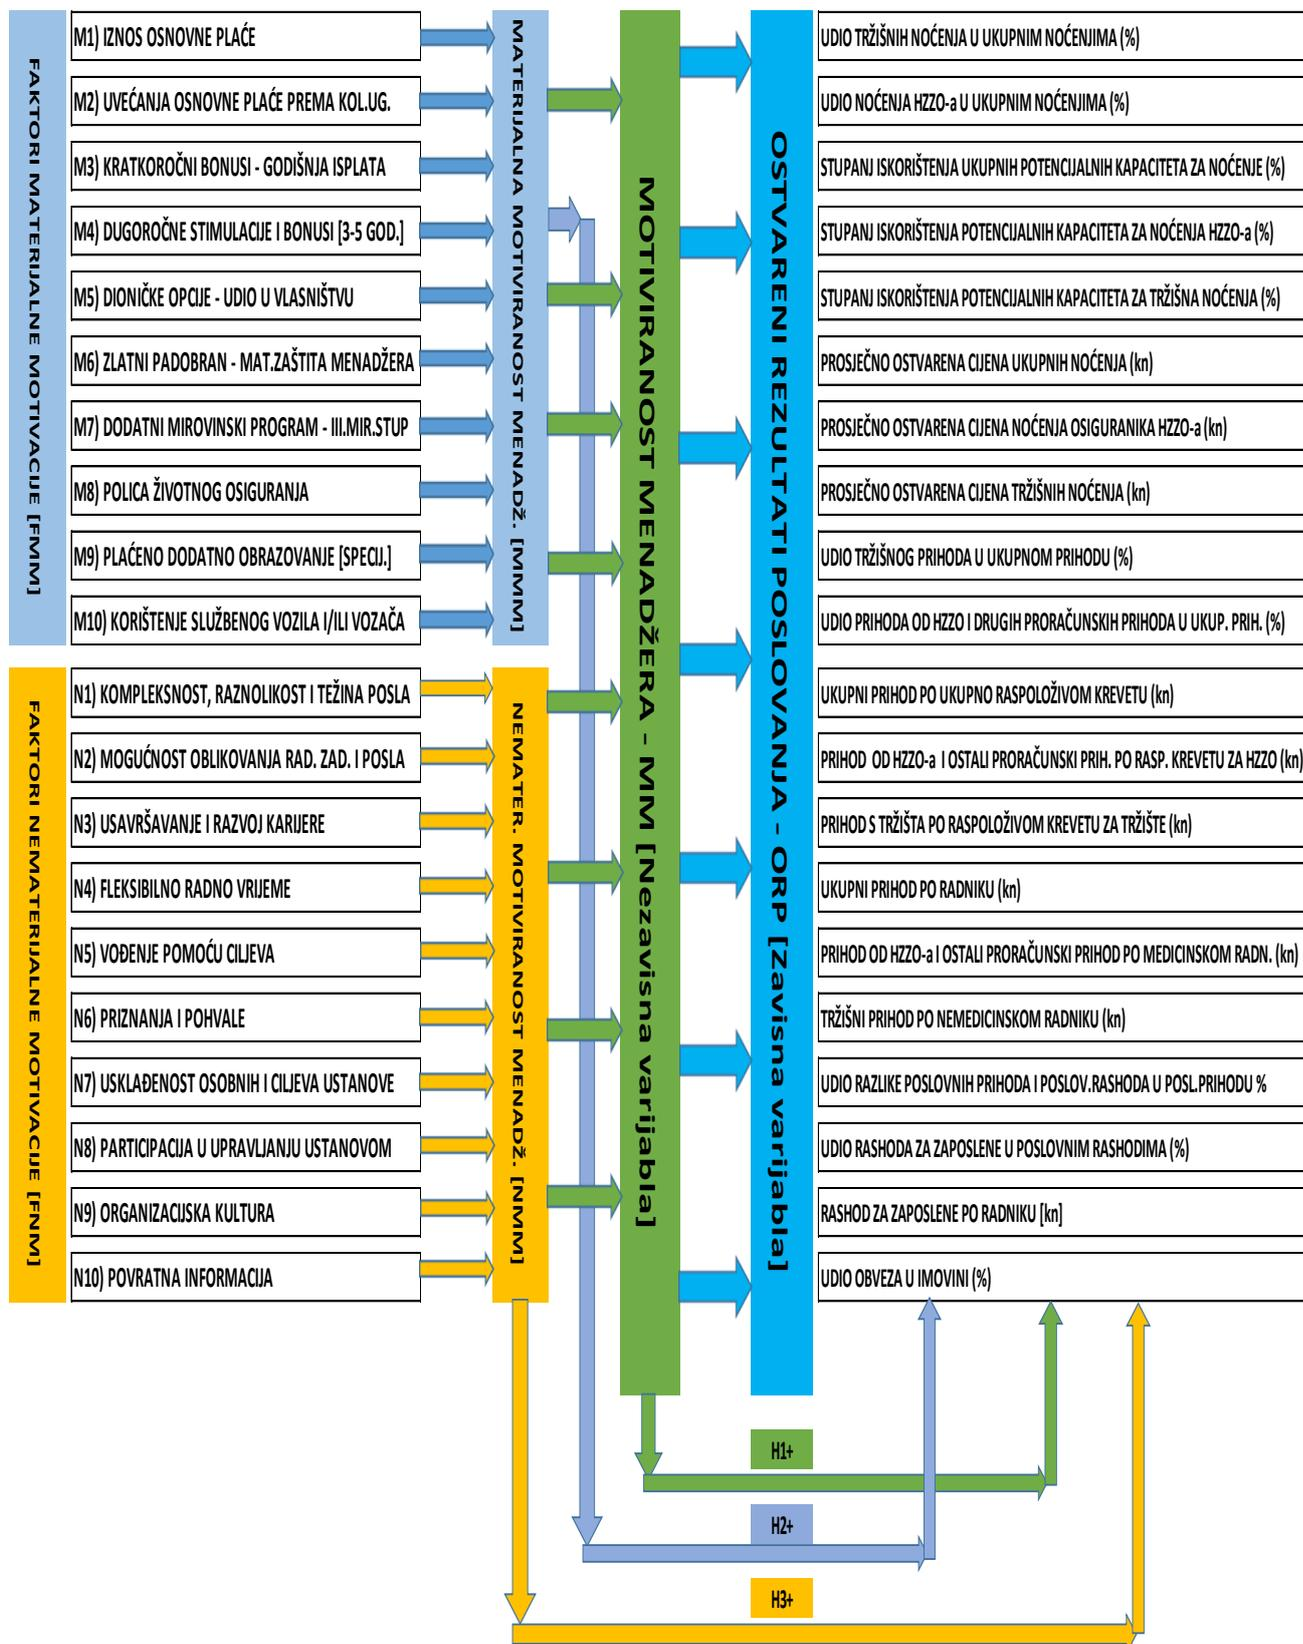 FAKTORI MATERIJALNE MOTIVACIJE [FMM]
M1) IZNOS OSNOVNE PLAĆE
M2) UVEĆANJA OSNOVNE PLAĆE PREMA KOL.UG.
M3) KRATKOROČNI BONUSI - GODIŠNJA ISPLATA
M4) DUGOROČNE STIMULACIJE I BONUSI [3-5 GOD.]
M5) DIONIČKE OPCIJE - UDIO U VLASNIŠTVU
M6) ZLATNI PADOBRAN - MAT.ZAŠTITA MENADŽERA
M7) DODATNI MIROVINSKI PROGRAM - III.MIR.STUP
M8) POLICA ŽIVOTNOG OSIGURANJA
M9) PLAĆENO DODATNO OBRAZOVANJE [SPECIJ.]
M10) KORIŠTENJE SLUŽBENOG VOZILA I/ILI VOZAČA
FAKTORI NEMATERIJALNE MOTIVACIJE [FNM]
N1) KOMPLEKSNOST, RAZNOLIKOST I TEŽINA POSLA
N2) MOGUĆNOST OBLIKOVANJA RAD. ZAD. I POSLA
N3) USAVRŠAVANJE I RAZVOJ KARIJERE
N4) FLEKSIBILNO RADNO VRIJEME
N5) VOĐENJE POMOĆU CILJEVA
N6) PRIZNANJA I POHVALE
N7) USKLAĐENOST OSOBNIH I CILJEVA USTANOVE
N8) PARTICIPACIJA U UPRAVLJANJU USTANOVOM
N9) ORGANIZACIJSKA KULTURA
N10) POVRATNA INFORMACIJA
MATERIJALNA MOTIVIRANOST MENADŽ. [MMM]
NEMATER. MOTIVIRANOST MENADŽ. [NMM]
MOTIVIRANOST MENADŽERA - MM [Nezavisna varijabla]
OSTVARENI REZULTATI POSLOVANJA - ORP [Zavisna varijabla]
UDIO TRŽIŠNIH NOĆENJA U UKUPNIM NOĆENJIMA (%)
UDIO NOĆENJA HZZO-a U UKUPNIM NOĆENJIMA (%)
STUPANJ ISKORIŠTENJA UKUPNIH POTENCIJALNIH KAPACITETA ZA NOĆENJE (%)
STUPANJ ISKORIŠTENJA POTENCIJALNIH KAPACITETA ZA NOĆENJA HZZO-a (%)
STUPANJ ISKORIŠTENJA POTENCIJALNIH KAPACITETA ZA TRŽIŠNA NOĆENJA (%)
PROSJEČNO OSTVARENA CIJENA UKUPNIH NOĆENJA (kn)
PROSJEČNO OSTVARENA CIJENA NOĆENJA OSIGURANIKA HZZO-a (kn)
PROSJEČNO OSTVARENA CIJENA TRŽIŠNIH NOĆENJA (kn)
UDIO TRŽIŠNOG PRIHODA U UKUPNOM PRIHODU (%)
UDIO PRIHODA OD HZZO I DRUGIH PRORAČUNSKIH PRIHODA U UKUP. PRIH. (%)
UKUPNI PRIHOD PO UKUPNO RASPOLOŽIVOM KREVETU (kn)
PRIHOD OD HZZO-a I OSTALI PRORAČUNSKI PRIH. PO RASP. KREVETU ZA HZZO (kn)
PRIHOD S TRŽIŠTA PO RASPOLOŽIVOM KREVETU ZA TRŽIŠTE (kn)
UKUPNI PRIHOD PO RADNIKU (kn)
PRIHOD OD HZZO-a I OSTALI PRORAČUNSKI PRIHOD PO MEDICINSKOM RADN. (kn)
TRŽIŠNI PRIHOD PO NEMEDICINSKOM RADNIKU (kn)
UDIO RAZLIKE POSLOVNIH PRIHODA I POSLOV.RASHODA U POSL.PRIHODU %
UDIO RASHODA ZA ZAPOSLENE U POSLOVNIM RASHODIMA (%)
RASHOD ZA ZAPOSLENE PO RADNIKU [kn]
UDIO OBVEZA U IMOVINI (%)
H1+
H2+
H3+